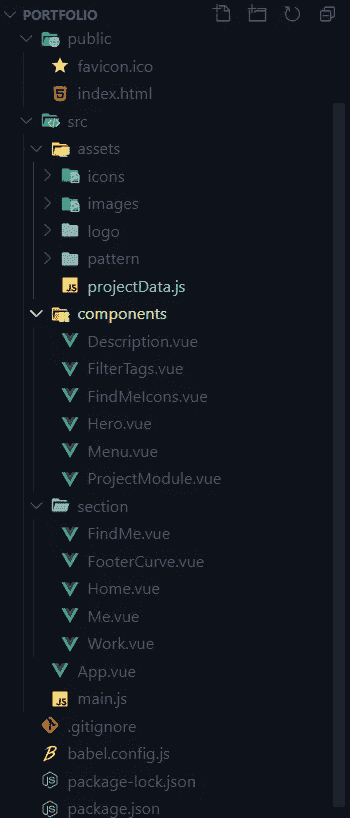 PORTFOLIO
public
favicon.ico
index.html
src
assets
icons
images
logo
pattern
projectData.js
components
Description.vue
FilterTags.vue
FindMeIcons.vue
Hero.vue
Menu.vue
ProjectModule.vue
section
FindMe.vue
FooterCurve.vue
Home.vue
Me.vue
Work.vue
App.vue
main.js
.gitignore
babel.config.js
package-lock.json
package.json